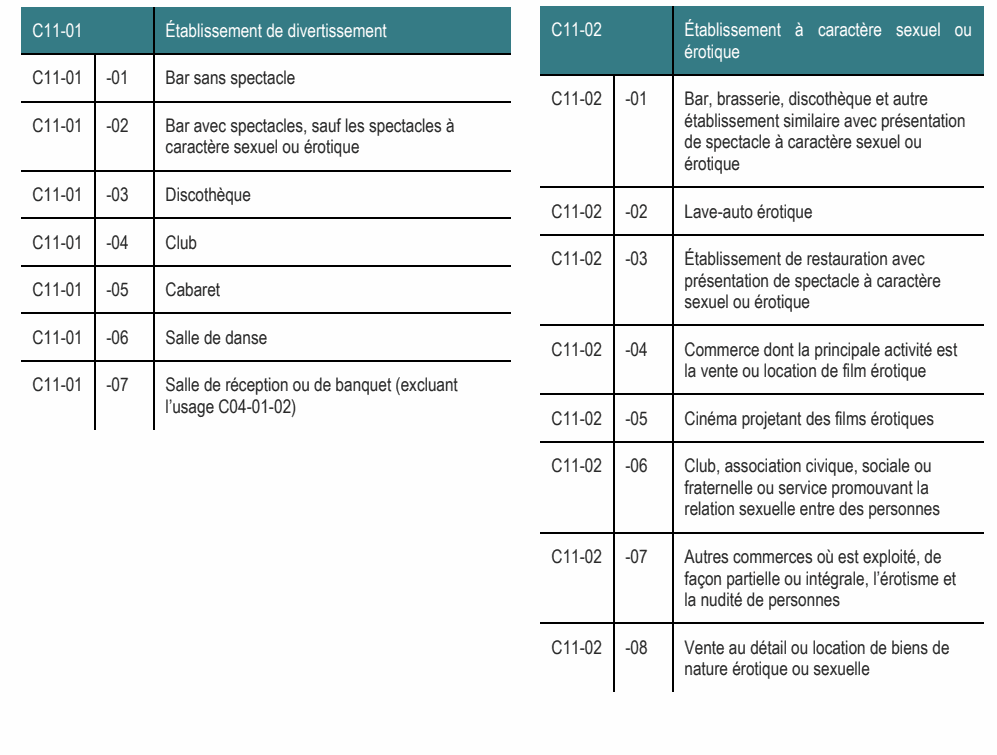 C11-01 Établissement de divertissement
C11-01 -01 Bar sans spectacle
C11-01 -02 Bar avec spectacles, sauf les spectacles à
caractère sexuel ou érotique
C11-01 -03 Discothèque
C11-01 -04 Club
C11-01 -05 Cabaret
C11-01 -06 Salle de danse
C11-01 -07 Salle de réception ou de banquet (excluant
l’usage C04-01-02)
C11-02 Établissement à caractère sexuel ou
érotique
C11-02 -01 Bar, brasserie, discothèque et autre
établissement similaire avec présentation
de spectacle à caractère sexuel ou
érotique
C11-02 -02 Lave-auto érotique
C11-02 -03 Établissement de restauration avec
présentation de spectacle à caractère
sexuel ou érotique
C11-02 -04 Commerce dont la principale activité est
la vente ou location de film érotique
C11-02 -05 Cinéma projetant des films érotiques
C11-02 -06 Club, association civique, sociale ou
fraternelle ou service promouvant la
relation sexuelle entre des personnes
C11-02 -07 Autres commerces où est exploité, de
façon partielle ou intégrale, l’érotisme et
la nudité de personnes
C11-02 -08 Vente au détail ou location de biens de
nature érotique ou sexuelle